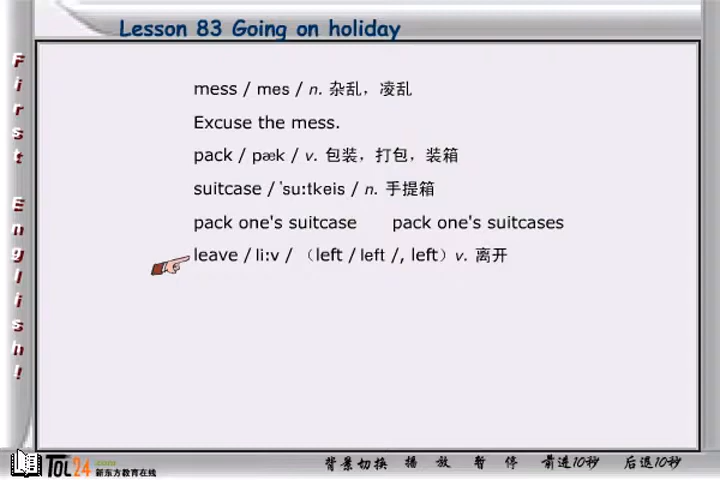 Lesson 83 Going on holiday
First English!
mess / mes / n. 杂乱，凌乱
Excuse the mess.
pack / pæk / v. 包装，打包，装箱
suitcase / ˈsuːtkeis / n. 手提箱
pack one's suitcase pack one's suitcases
leave / liːv / （left / left /, left）v. 离开
TOL24.com 新东方教育在线
背景切换 播放 暂停 前进10秒 后退10秒